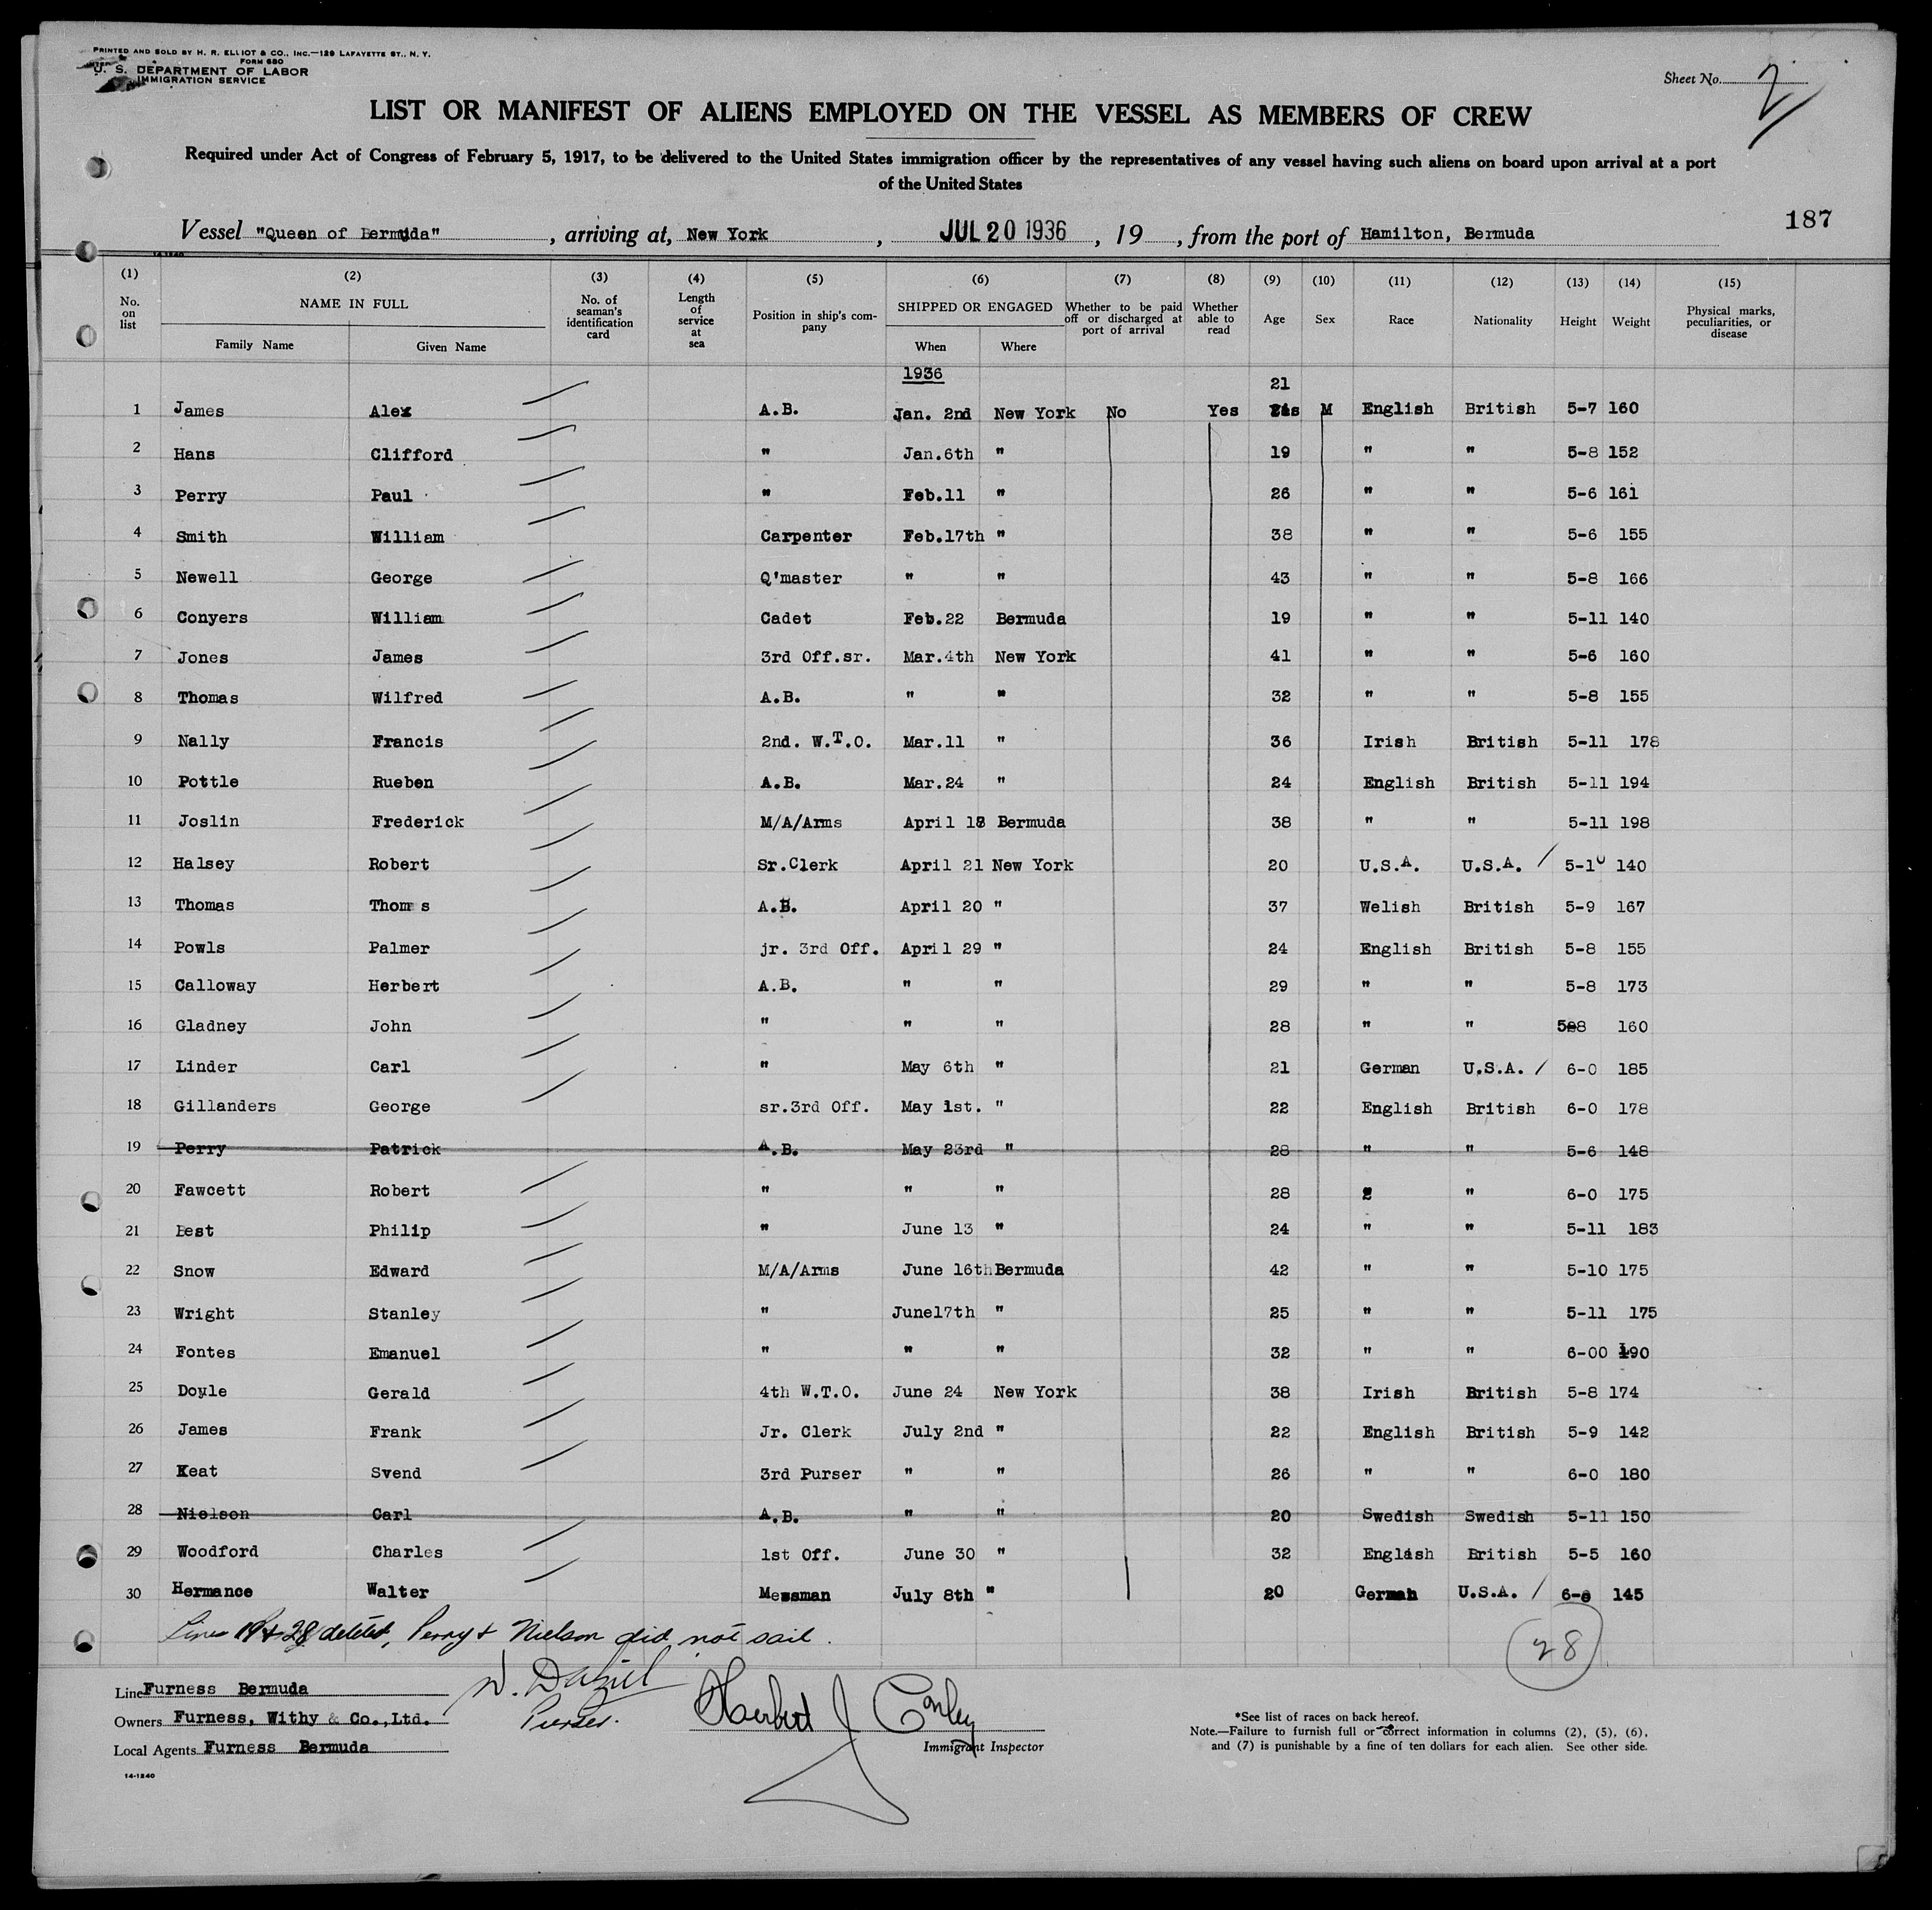 PRINTED AND SOLD BY H. R. ELLIOT & CO., INC.—129 LAFAYETTE ST., N. Y.
FORM 680
U. S. DEPARTMENT OF LABOR
IMMIGRATION SERVICE
Sheet No. 2
LIST OR MANIFEST OF ALIENS EMPLOYED ON THE VESSEL AS MEMBERS OF CREW
Required under Act of Congress of February 5, 1917, to be delivered to the United States immigration officer by the representatives of any vessel having such aliens on board upon arrival at a port
of the United States
187
Vessel "Queen of Bermuda", arriving at, New York, JUL 20 1936, 19, from the port of Hamilton, Bermuda
(1) (2) (3) (4) (5) (6) (7) (8) (9) (10) (11) (12) (13) (14) (15)
No. on list NAME IN FULL Family Name Given Name No. of seaman's identification card Length of service at sea Position in ship's company SHIPPED OR ENGAGED When Where Whether to be paid off or discharged at port of arrival Whether able to read Age Sex Race Nationality Height Weight Physical marks, peculiarities, or disease
1936
21
1 James Alex A.B. Jan. 2nd New York No Yes M English British 5-7 160
2 Hans Clifford " Jan.6th " 19 " " 5-8 152
3 Perry Paul " Feb.11 " 26 " " 5-6 161
4 Smith William Carpenter Feb.17th " 38 " " 5-6 155
5 Newell George Q'master " " 43 " " 5-8 166
6 Conyers William Cadet Feb.22 Bermuda 19 " " 5-11 140
7 Jones James 3rd Off.sr. Mar.4th New York 41 " " 5-6 160
8 Thomas Wilfred A.B. " " 32 " " 5-8 155
9 Nally Francis 2nd. W.T.O. Mar.11 " 36 Irish British 5-11 178
10 Pottle Rueben A.B. Mar.24 " 24 English British 5-11 194
11 Joslin Frederick M/A/Arms April Bermuda 38 " " 5-11 198
12 Halsey Robert Sr.Clerk April 21 New York 20 U.S.A. U.S.A. / 5-10 140
13 Thomas Thom s A.B. April 20 " 37 Welish British 5-9 167
14 Powls Palmer jr. 3rd Off. April 29 " 24 English British 5-8 155
15 Calloway Herbert A.B. " " 29 " " 5-8 173
16 Gladney John " " " 28 " " 5-8 160
17 Linder Carl " May 6th " 21 German U.S.A. / 6-0 185
18 Gillanders George sr.3rd Off. May 1st. " 22 English British 6-0 178
19 Perry Patrick A.B. May 23rd " 28 " " 5-6 148
20 Fawcett Robert " " " 28 " 6-0 175
21 Best Philip " June 13 " 24 " " 5-11 183
22 Snow Edward M/A/Arms June 16th Bermuda 42 " " 5-10 175
23 Wright Stanley " June17th " 25 " " 5-11 175
24 Fontes Emanuel " " " 32 " " 6-00 190
25 Doyle Gerald 4th W.T.O. June 24 New York 38 Irish British 5-8 174
26 James Frank Jr. Clerk July 2nd " 22 English British 5-9 142
27 Keat Svend 3rd Purser " " 26 " " 6-0 180
28 Nielson Carl A.B. " " 20 Swedish Swedish 5-11 150
29 Woodford Charles 1st Off. June 30 " 32 English British 5-5 160
30 Hermance Walter Messman July 8th " 20 German U.S.A. / 6-0 145
Lines 19 & 28 deleted, Perry & Nielson did not sail.
28
Line Furness Bermuda
Owners Furness, Withy & Co.,Ltd.
Local Agents Furness Bermuda
14-1240
Purser.
Herbert J Conley
Immigrant Inspector
*See list of races on back hereof.
Note.—Failure to furnish full or correct information in columns (2), (5), (6),
and (7) is punishable by a fine of ten dollars for each alien. See other side.